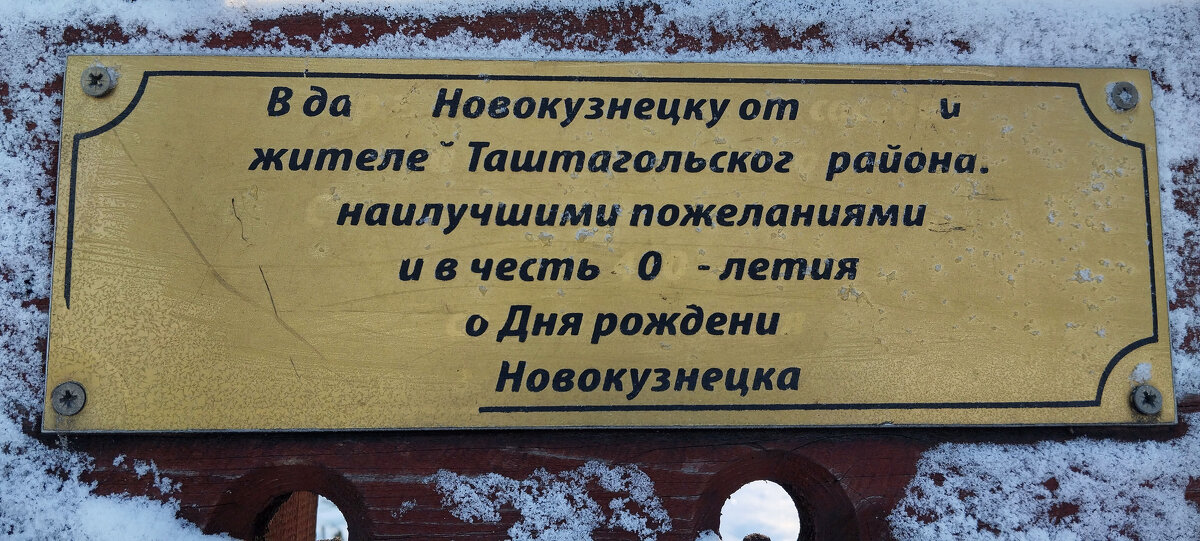 В да Новокузнецку от и
жителе ̆ Таштагольског района.
наилучшими пожеланиями
и в честь 0 - летия
о Дня рождени
Новокузнецка